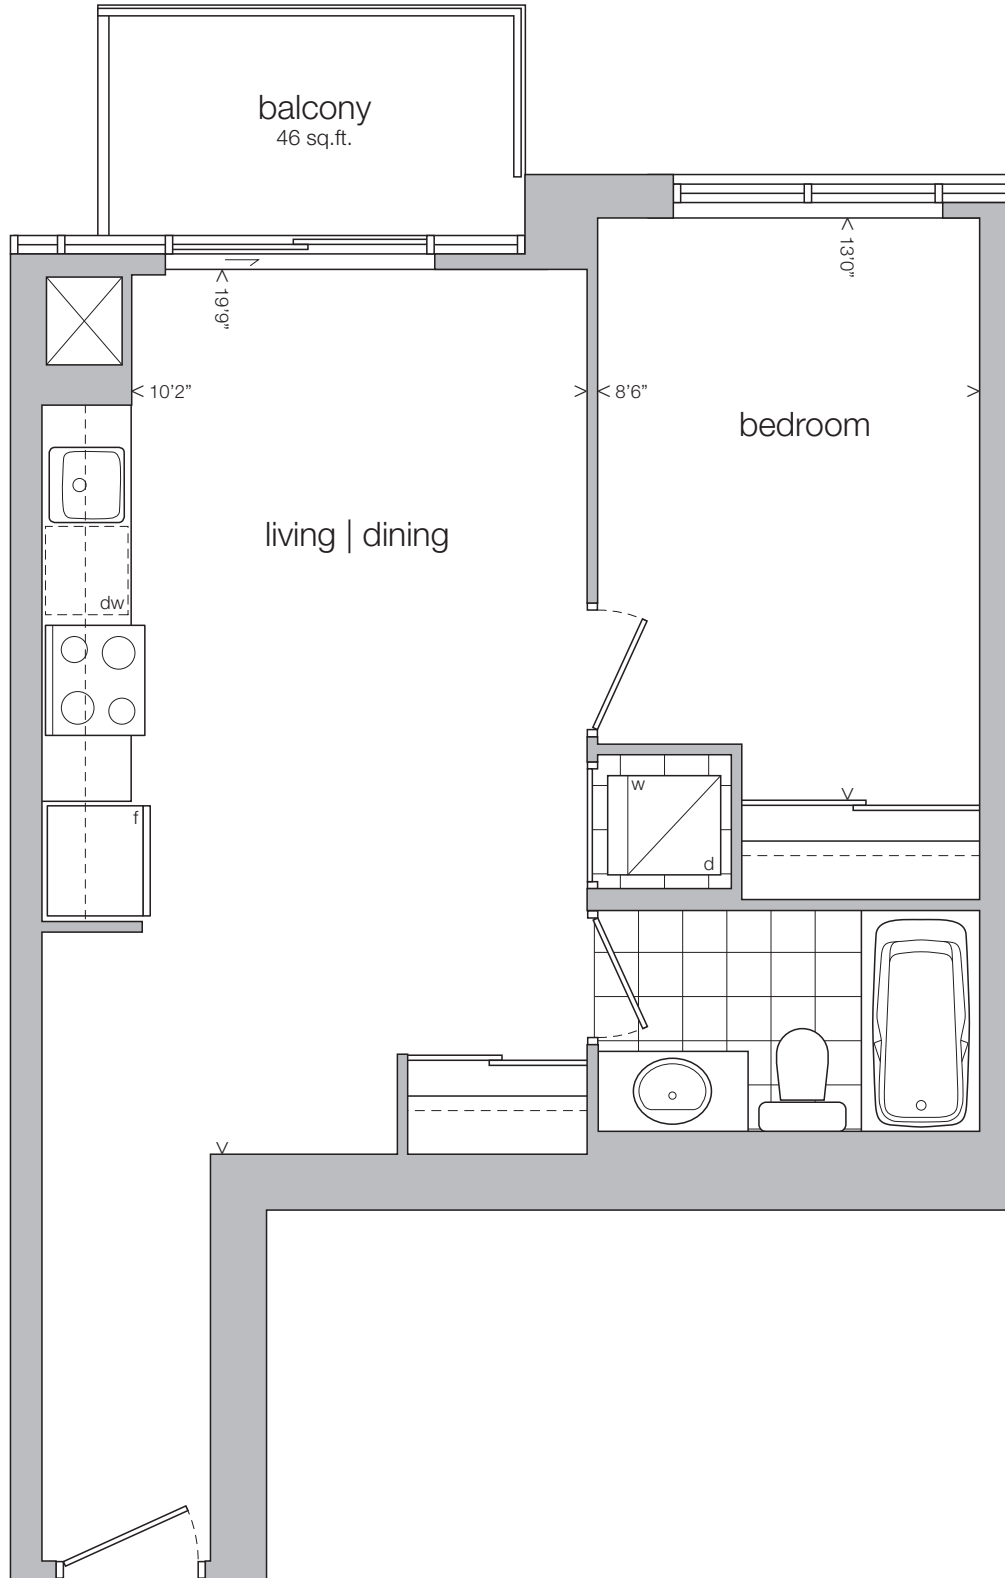 balcony
46 sq.ft.
13’0”
19’9”
10’2”
8’6”
bedroom
living | dining
dw
w
f
d